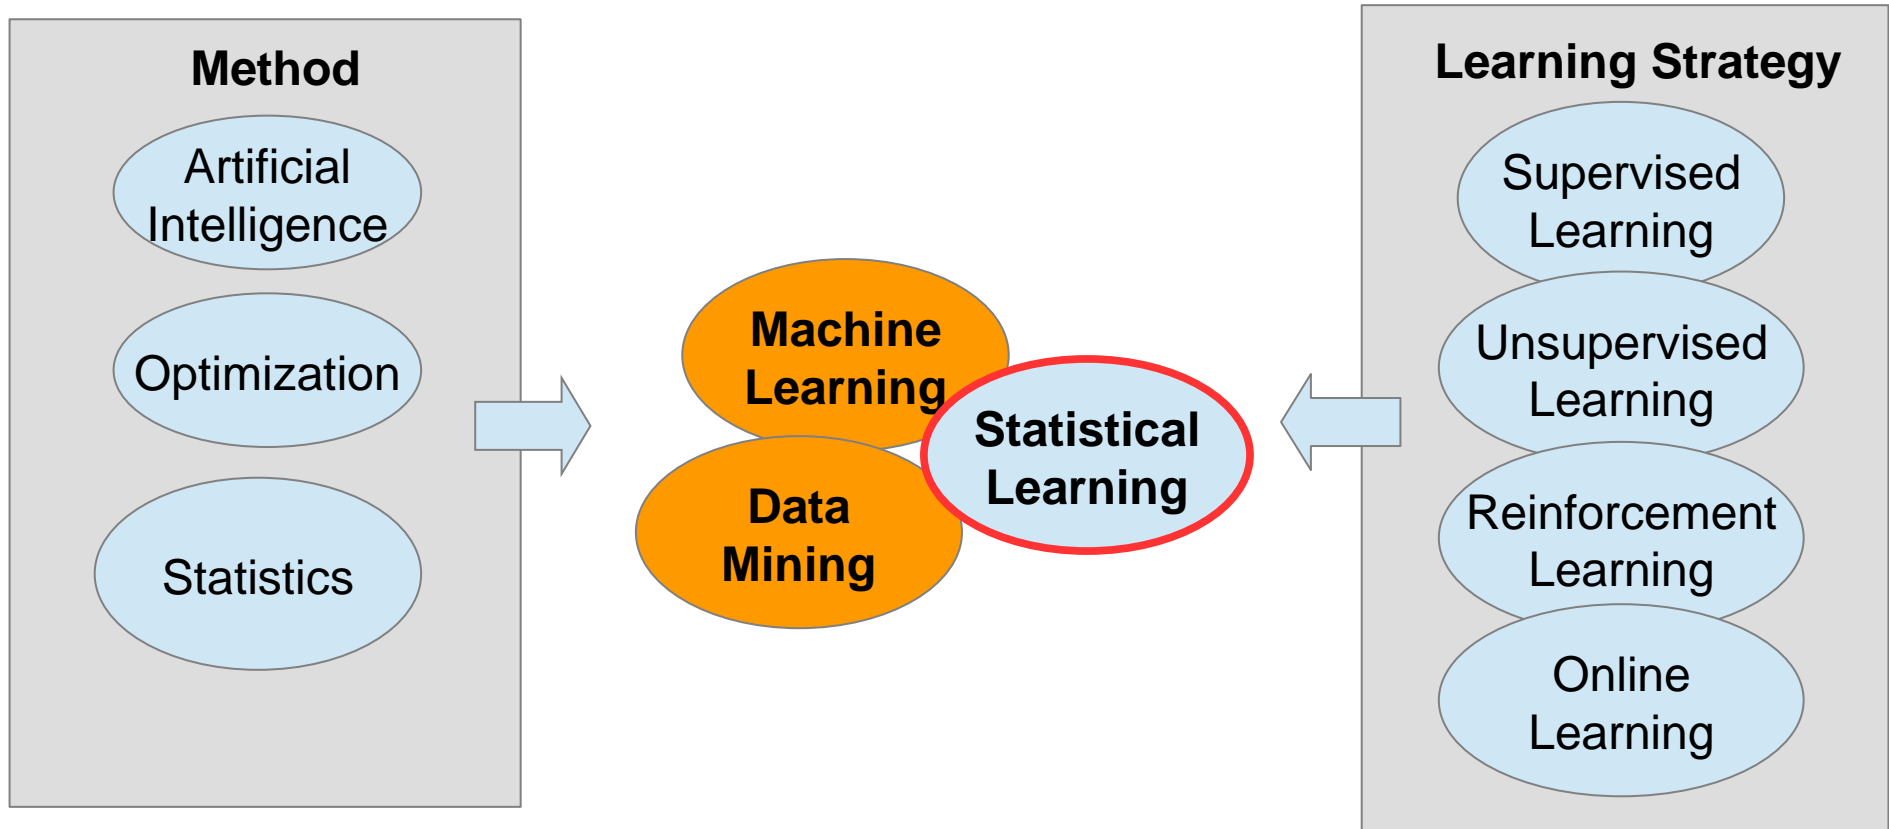 Method
Artificial
Intelligence
Optimization
Statistics
Machine
Learning
Data
Mining
Statistical
Learning
Learning Strategy
Supervised
Learning
Unsupervised
Learning
Reinforcement
Learning
Online
Learning